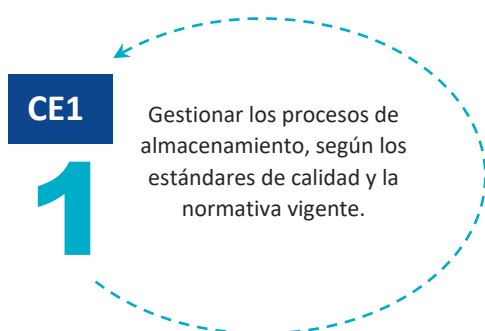 CE1
1
Gestionar los procesos de
almacenamiento, según los
estándares de calidad y la
normativa vigente.